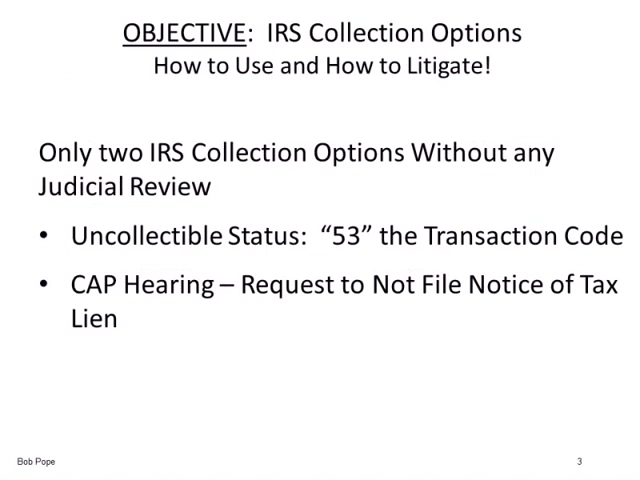 OBJECTIVE:  IRS Collection Options
How to Use and How to Litigate!
Only two IRS Collection Options Without any
Judicial Review
• Uncollectible Status:  “53” the Transaction Code
• CAP Hearing – Request to Not File Notice of Tax
Lien
Bob Pope
3